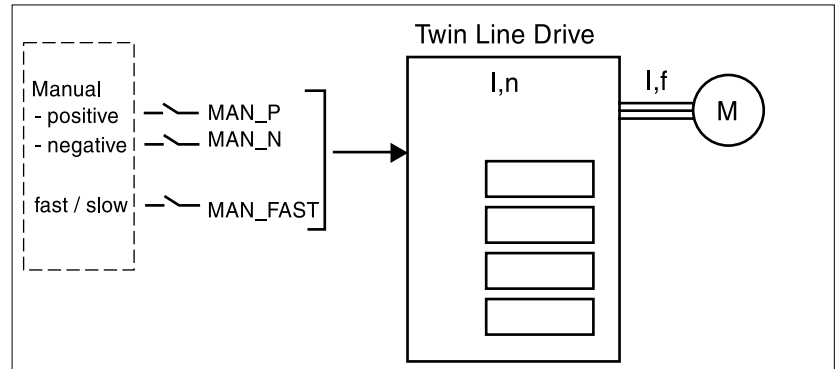 Twin Line Drive
Manual
- positive
- negative
fast / slow
MAN_P
MAN_N
MAN_FAST
I,n
I,f
M